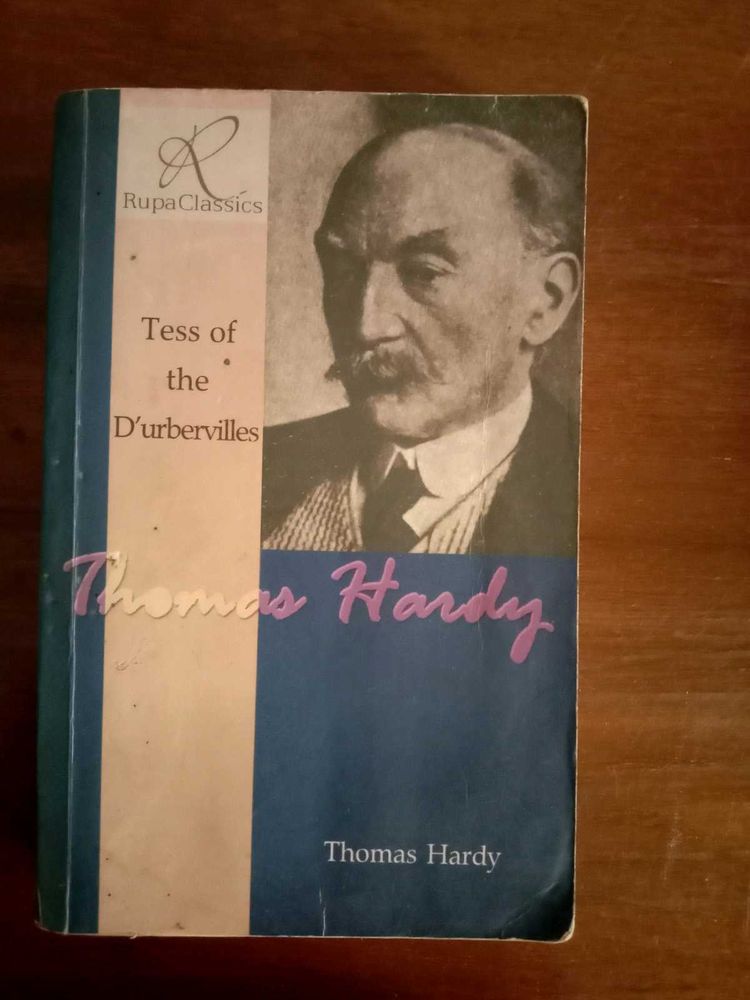 R
RupaClassics
Tess of
the
D'urbervilles
Thomas Hardy
Thomas Hardy